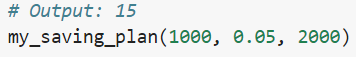 # Output: 15
my_saving_plan(1000, 0.05, 2000)